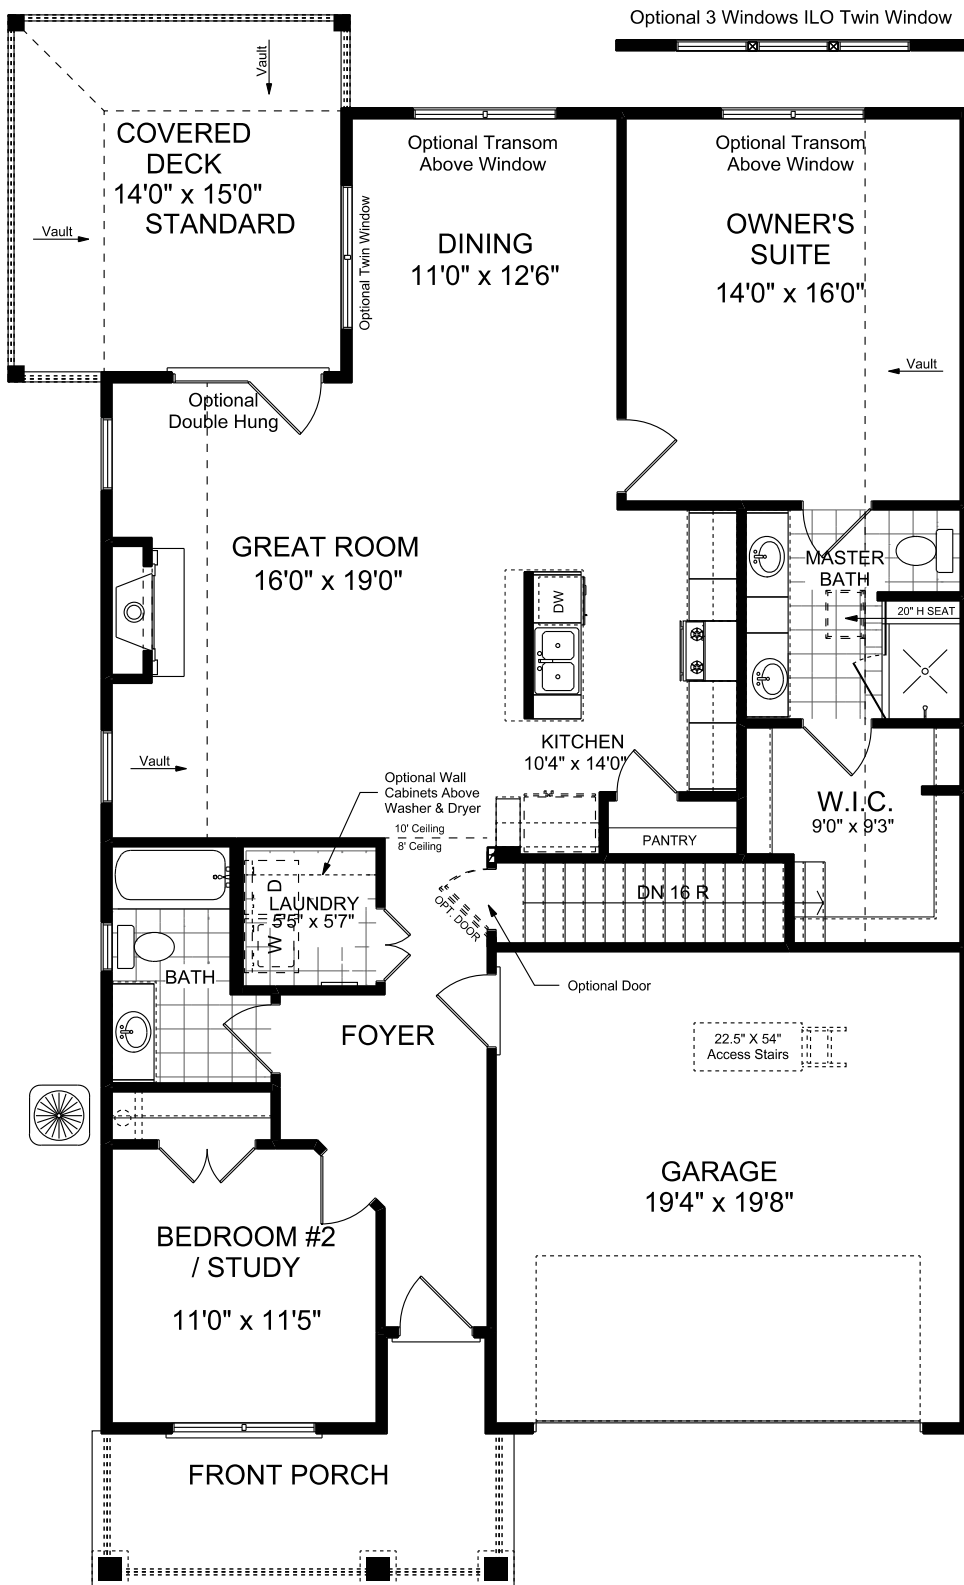 Optional 3 Windows ILO Twin Window
Vault
COVERED
DECK
14'0" x 15'0"
STANDARD
Vault
Optional Twin Window
Optional Transom
Above Window
DINING
11'0" x 12'6"
Optional Transom
Above Window
OWNER'S
SUITE
14'0" x 16'0"
Vault
Optional
Double Hung
GREAT ROOM
16'0" x 19'0"
DW
MASTER
BATH
20" H SEAT
KITCHEN
10'4" x 14'0"
Vault
Optional Wall
Cabinets Above
Washer & Dryer
10' Ceiling
8' Ceiling
PANTRY
W.I.C.
9'0" x 9'3"
D
LAUNDRY
5'5" x 5'7"
W
OPT. DOOR
DN 16 R
BATH
Optional Door
FOYER
22.5" X 54"
Access Stairs
GARAGE
19'4" x 19'8"
BEDROOM #2
/ STUDY
11'0" x 11'5"
FRONT PORCH